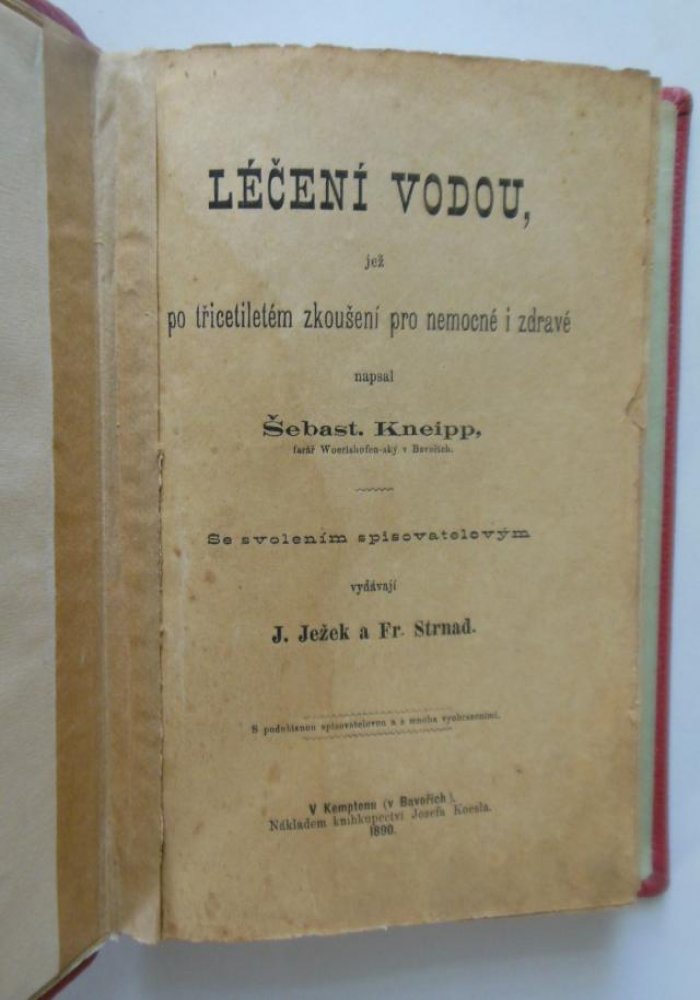 LÉČENÍ VODOU,
jež
po třicetiletém zkoušení pro nemocné i zdravé
napsal
Šebast. Kneipp,
farář Woerishofen-ský v Bavořích.
Se svolením spisovatelovým
vydávají
J. Ježek a Fr. Strnad.
S podobiznou spisovatelovou a s mnoha vyobrazeními.
V Kemptenu (v Bavořích).
Nákladem knihkupectví Josefa Koesla.
1890.